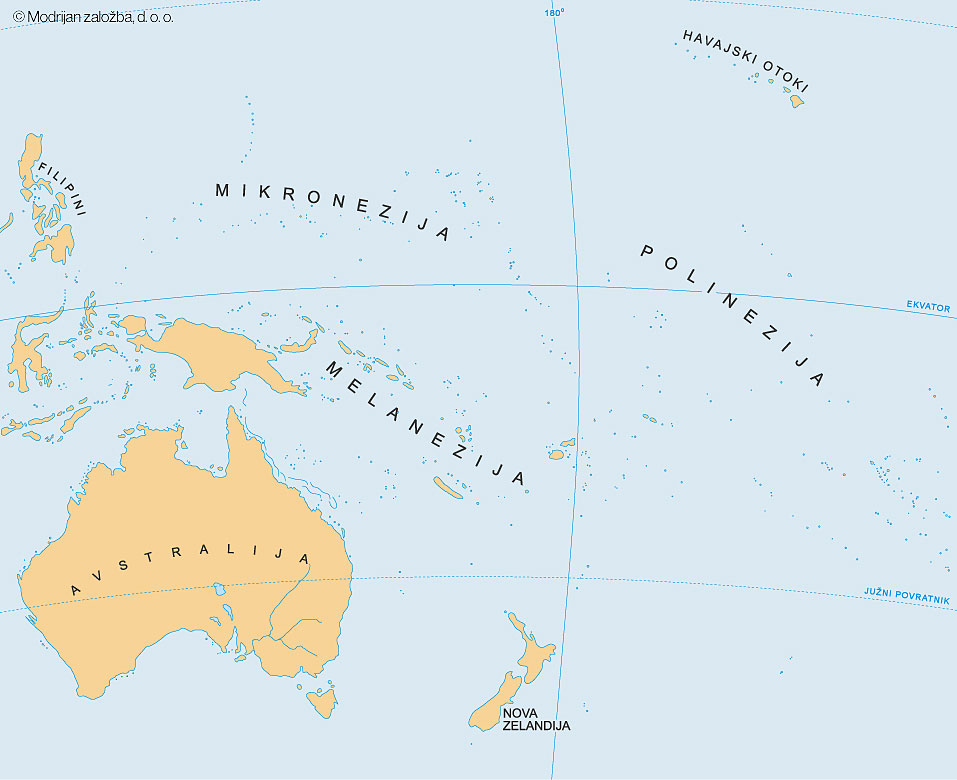 © Modrijan založba, d. o. o.
180°
HAVAJSKI OTOKI
FILIPINI
MIKRONEZIJA
POLINEZIJA
EKVATOR
MELANEZIJA
AVSTRALIJA
JUŽNI POVRATNIK
NOVA
ZELANDIJA